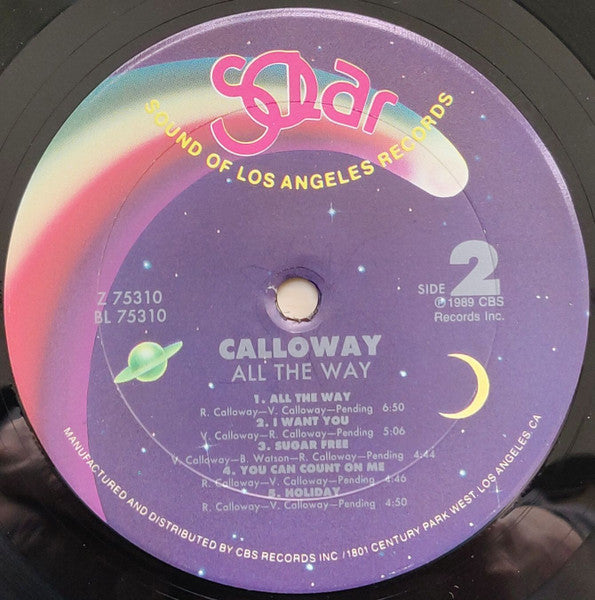 Solar
SOUND OF LOS ANGELES RECORDS
Z 75310
BL 75310
SIDE 2
℗ 1989 CBS
Records Inc.
CALLOWAY
ALL THE WAY
1. ALL THE WAY
R. Calloway—V. Calloway—Pending 6:50
2. I WANT YOU
V. Calloway—R. Calloway—Pending 5:06
3. SUGAR FREE
V. Calloway—B. Watson—R. Calloway—Pending 4:44
4. YOU CAN COUNT ON ME
R. Calloway—V. Calloway—Pending 4:46
5. HOLIDAY
R. Calloway—V. Calloway—Pending 4:50
MANUFACTURED AND DISTRIBUTED BY CBS RECORDS INC /1801 CENTURY PARK WEST, LOS ANGELES CA